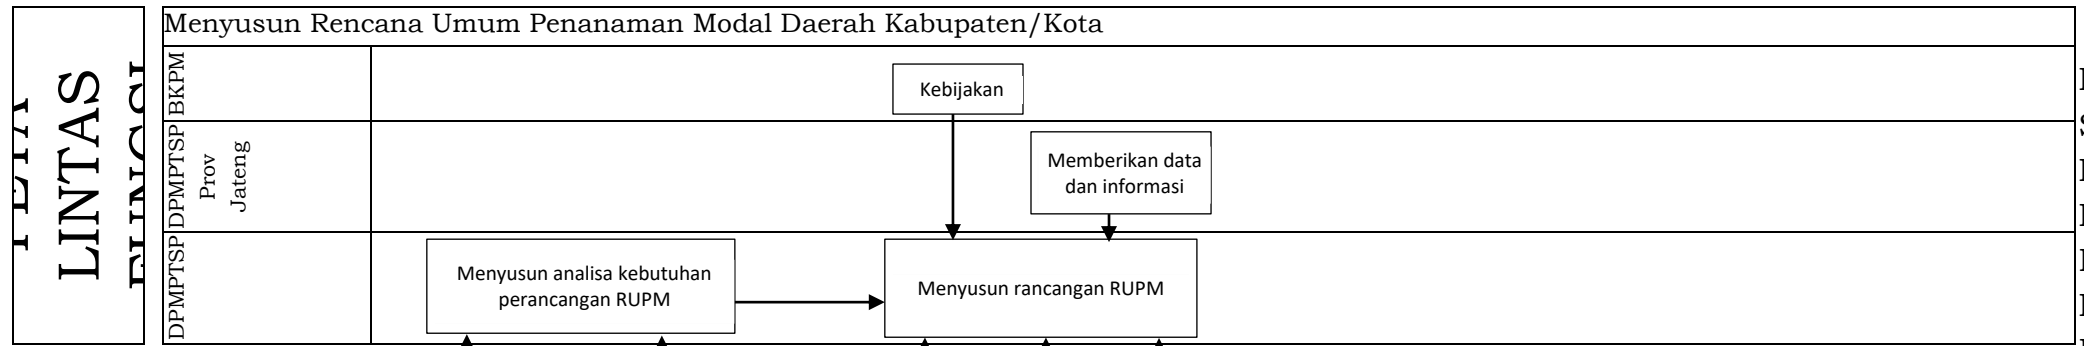 Menyusun Rencana Umum Penanaman Modal Daerah Kabupaten/Kota
LINTAS
BKPM
Kebijakan
DPMPTSP
Prov
Jateng
Memberikan data
dan informasi
DPMPTSP
Menyusun analisa kebutuhan
perancangan RUPM
Menyusun rancangan RUPM